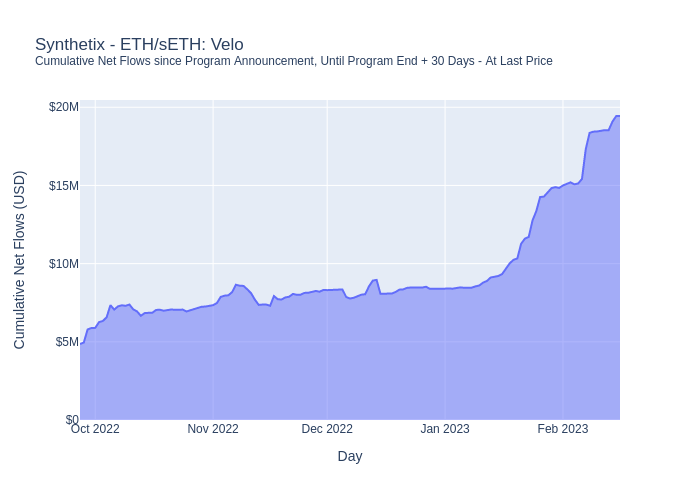 Synthetix - ETH/sETH: Velo
Cumulative Net Flows since Program Announcement, Until Program End + 30 Days - At Last Price
Cumulative Net Flows (USD)
$20M
$15M
$10M
$5M
$0
Oct 2022
Nov 2022
Dec 2022
Jan 2023
Feb 2023
Day